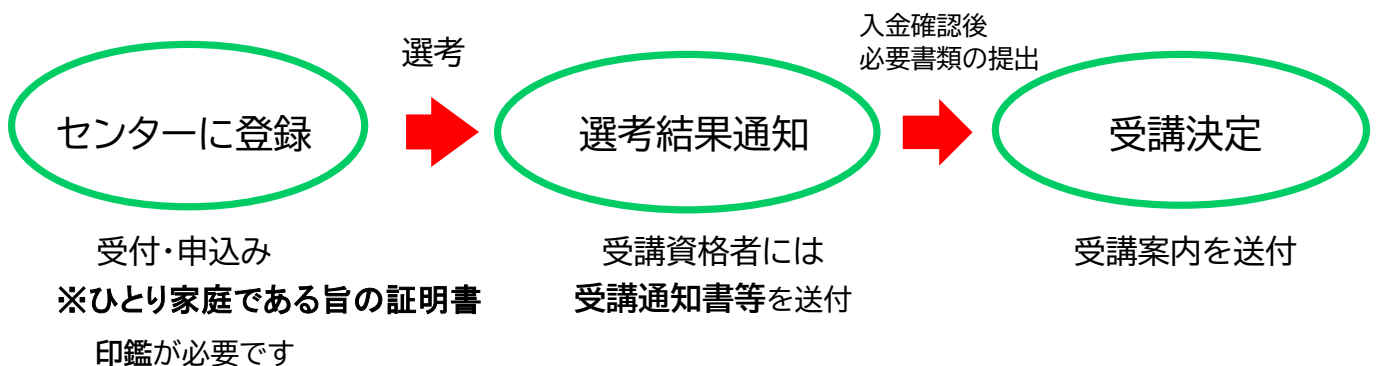 選考
入金確認後
必要書類の提出
センターに登録
選考結果通知
受講決定
受付・申込み
※ひとり家庭である旨の証明書
印鑑が必要です
受講資格者には
受講通知書等を送付
受講案内を送付